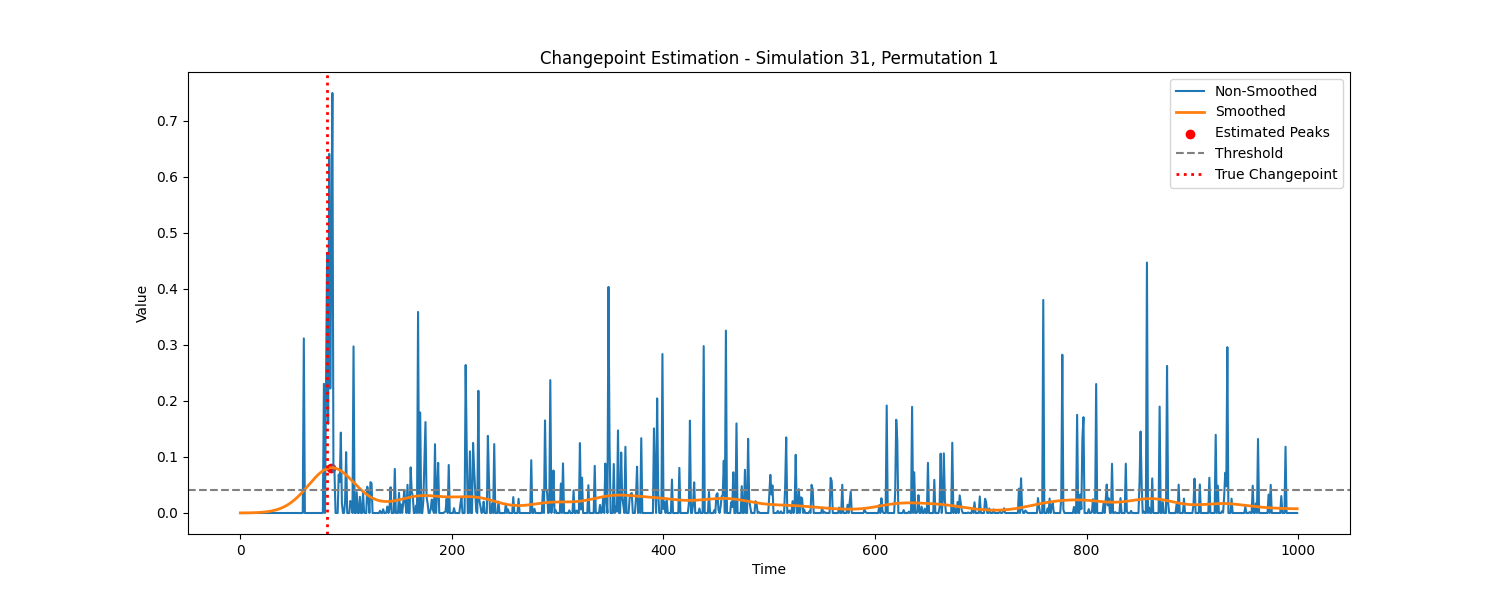 Changepoint Estimation - Simulation 31, Permutation 1
Non-Smoothed
Smoothed
Estimated Peaks
Threshold
True Changepoint
Value
0.7
0.6
0.5
0.4
0.3
0.2
0.1
0.0
0 200 400 600 800 1000
Time